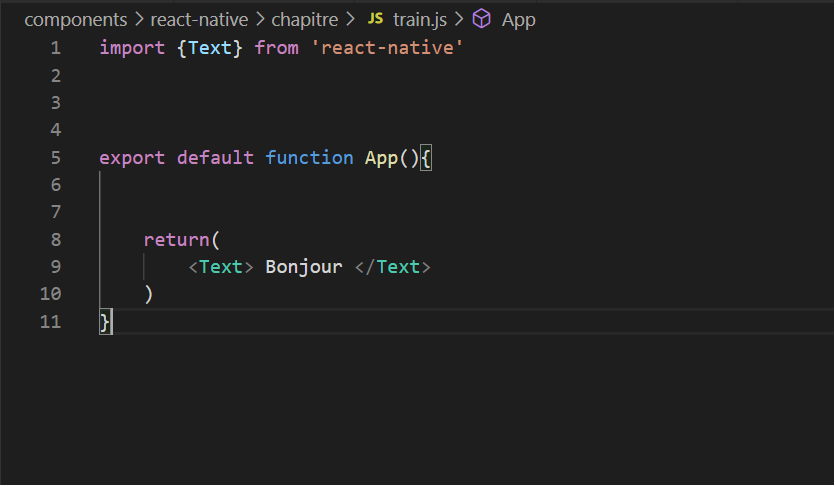 components > react-native > chapitre > JS train.js > App
1 import {Text} from 'react-native'
2
3
4
5 export default function App(){
6
7
8 return(
9 <Text> Bonjour </Text>
10 )
11 }